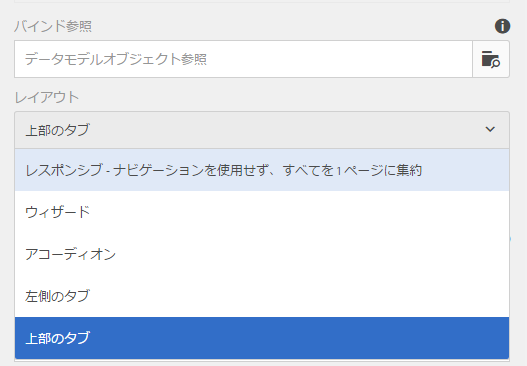 バインド参照
データモデルオブジェクト参照
レイアウト
上部のタブ
レスポンシブ - ナビゲーションを使用せず、すべてを1ページに集約
ウィザード
アコーディオン
左側のタブ
上部のタブ